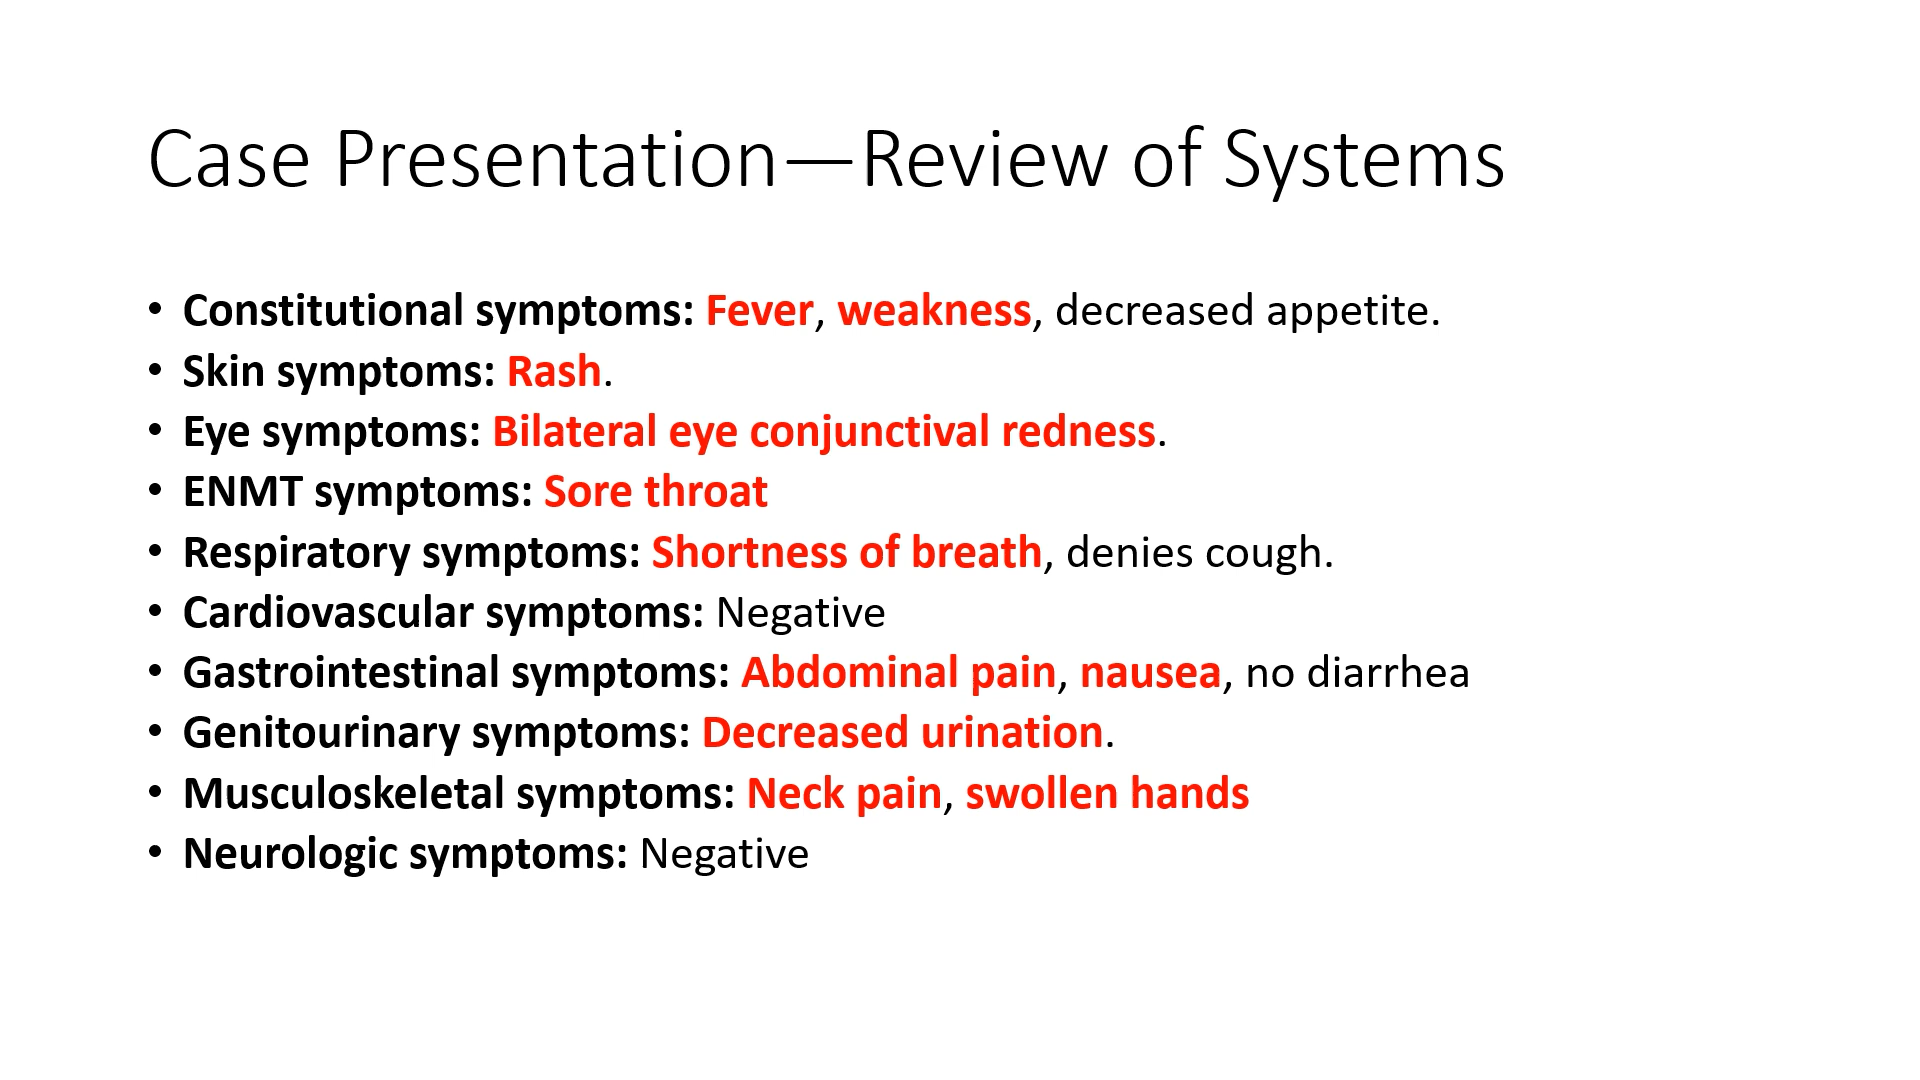 Case Presentation—Review of Systems
• Constitutional symptoms: Fever, weakness, decreased appetite.
• Skin symptoms: Rash.
• Eye symptoms: Bilateral eye conjunctival redness.
• ENMT symptoms: Sore throat
• Respiratory symptoms: Shortness of breath, denies cough.
• Cardiovascular symptoms: Negative
• Gastrointestinal symptoms: Abdominal pain, nausea, no diarrhea
• Genitourinary symptoms: Decreased urination.
• Musculoskeletal symptoms: Neck pain, swollen hands
• Neurologic symptoms: Negative